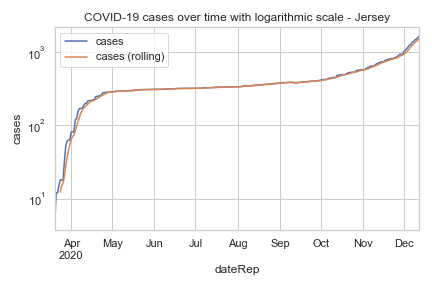 COVID-19 cases over time with logarithmic scale - Jersey
cases
cases (rolling)
10³
10²
10¹
cases
Apr May Jun Jul Aug Sep Oct Nov Dec
2020
dateRep